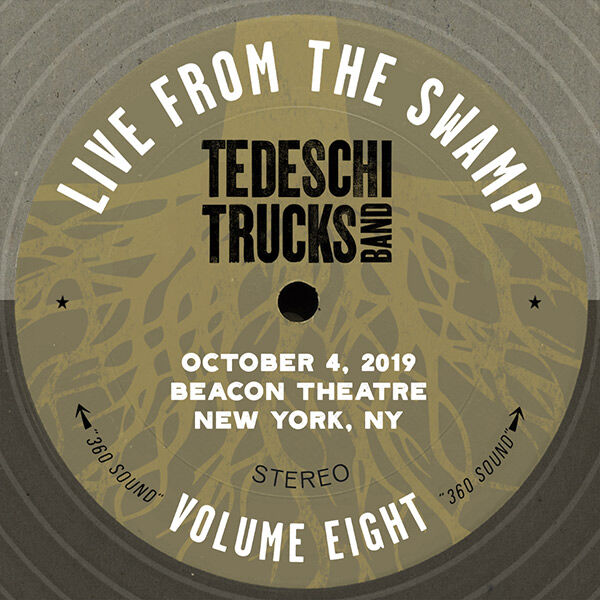 LIVE FROM THE SWAMP
TEDESCHI
TRUCKS BAND
OCTOBER 4, 2019
BEACON THEATRE
NEW YORK, NY
"360 SOUND"
STEREO
"360 SOUND"
VOLUME EIGHT